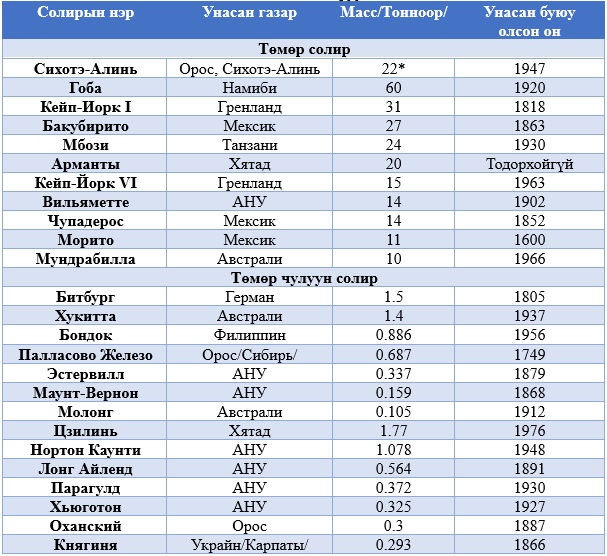 Солирын нэр Унасан газар Масс/Тонноор/ Унасан буюу
олсон он
Төмөр солир
Сихотэ-Алинь Орос, Сихотэ-Алинь 22* 1947
Гоба Намиби 60 1920
Кейп-Иорк I Гренланд 31 1818
Бакубирито Мексик 27 1863
Мбози Танзани 24 1930
Арманты Хятад 20 Тодорхойгүй
Кейп-Йорк VI Гренланд 15 1963
Вильяметте АНУ 14 1902
Чупадерос Мексик 14 1852
Морито Мексик 11 1600
Мундрабилла Австрали 10 1966
Төмөр чулуун солир
Битбург Герман 1.5 1805
Хукитта Австрали 1.4 1937
Бондок Филиппин 0.886 1956
Палласово Железо Орос/Сибирь/ 0.687 1749
Эстервилл АНУ 0.337 1879
Маунт-Вернон АНУ 0.159 1868
Молонг Австрали 0.105 1912
Цзилинь Хятад 1.77 1976
Нортон Каунти АНУ 1.078 1948
Лонг Айленд АНУ 0.564 1891
Парагулд АНУ 0.372 1930
Хьюготон АНУ 0.325 1927
Оханский Орос 0.3 1887
Княгиня Украйн/Карпаты/ 0.293 1866